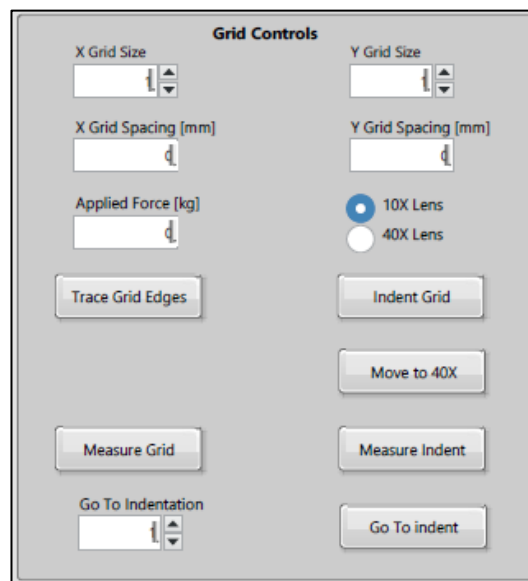 Grid Controls
X Grid Size
Y Grid Size
1
1
X Grid Spacing [mm]
Y Grid Spacing [mm]
0
0
Applied Force [kg]
10X Lens
0
40X Lens
Trace Grid Edges
Indent Grid
Move to 40X
Measure Grid
Measure Indent
Go To Indentation
1
Go To indent